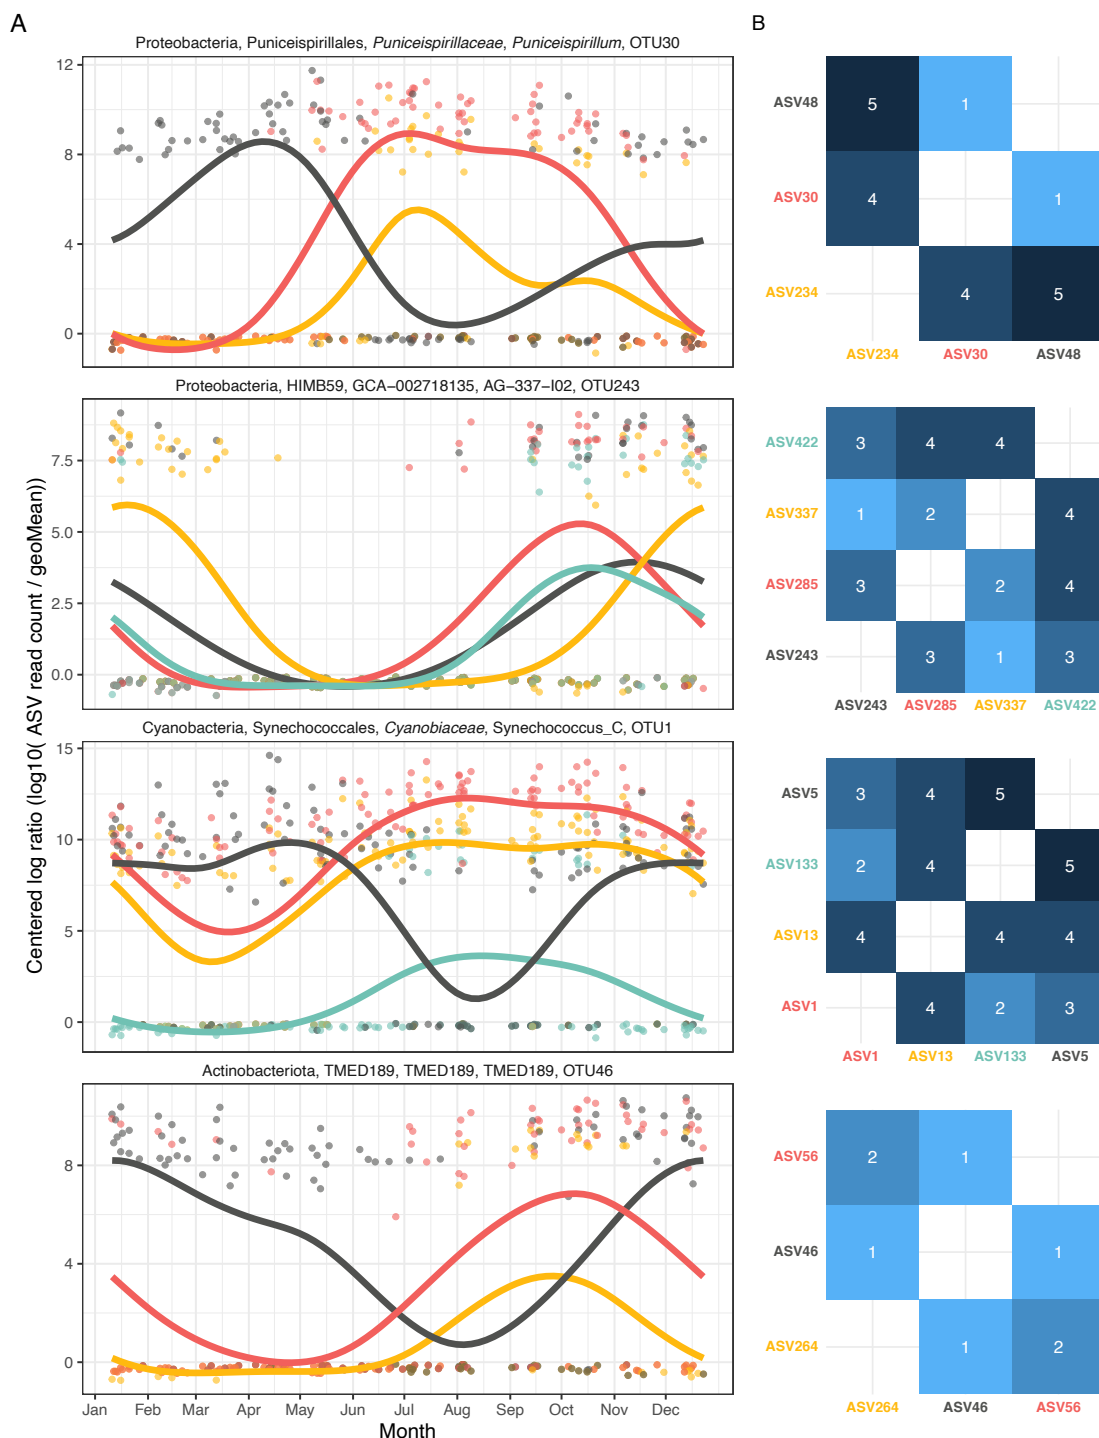 A
B
Proteobacteria, Puniceispirillales, Puniceispirillaceae, Puniceispirillum, OTU30
12
8
4
0
ASV48
5
1
ASV30
4
1
ASV234
4
5
ASV234
ASV30
ASV48
Proteobacteria, HIMB59, GCA−002718135, AG−337−I02, OTU243
7.5
5.0
2.5
0.0
ASV422
3
4
4
ASV337
1
2
4
ASV285
3
2
4
ASV243
3
1
3
ASV243
ASV285
ASV337
ASV422
Centered log ratio (log10( ASV read count / geoMean))
Cyanobacteria, Synechococcales, Cyanobiaceae, Synechococcus_C, OTU1
15
10
5
0
ASV5
3
4
5
ASV133
2
4
5
ASV13
4
4
4
ASV1
4
2
3
ASV1
ASV13
ASV133
ASV5
Actinobacteriota, TMED189, TMED189, TMED189, OTU46
8
4
0
ASV56
2
1
ASV46
1
1
ASV264
1
2
ASV264
ASV46
ASV56
Jan
Feb
Mar
Apr
May
Jun
Jul
Aug
Sep
Oct
Nov
Dec
Month